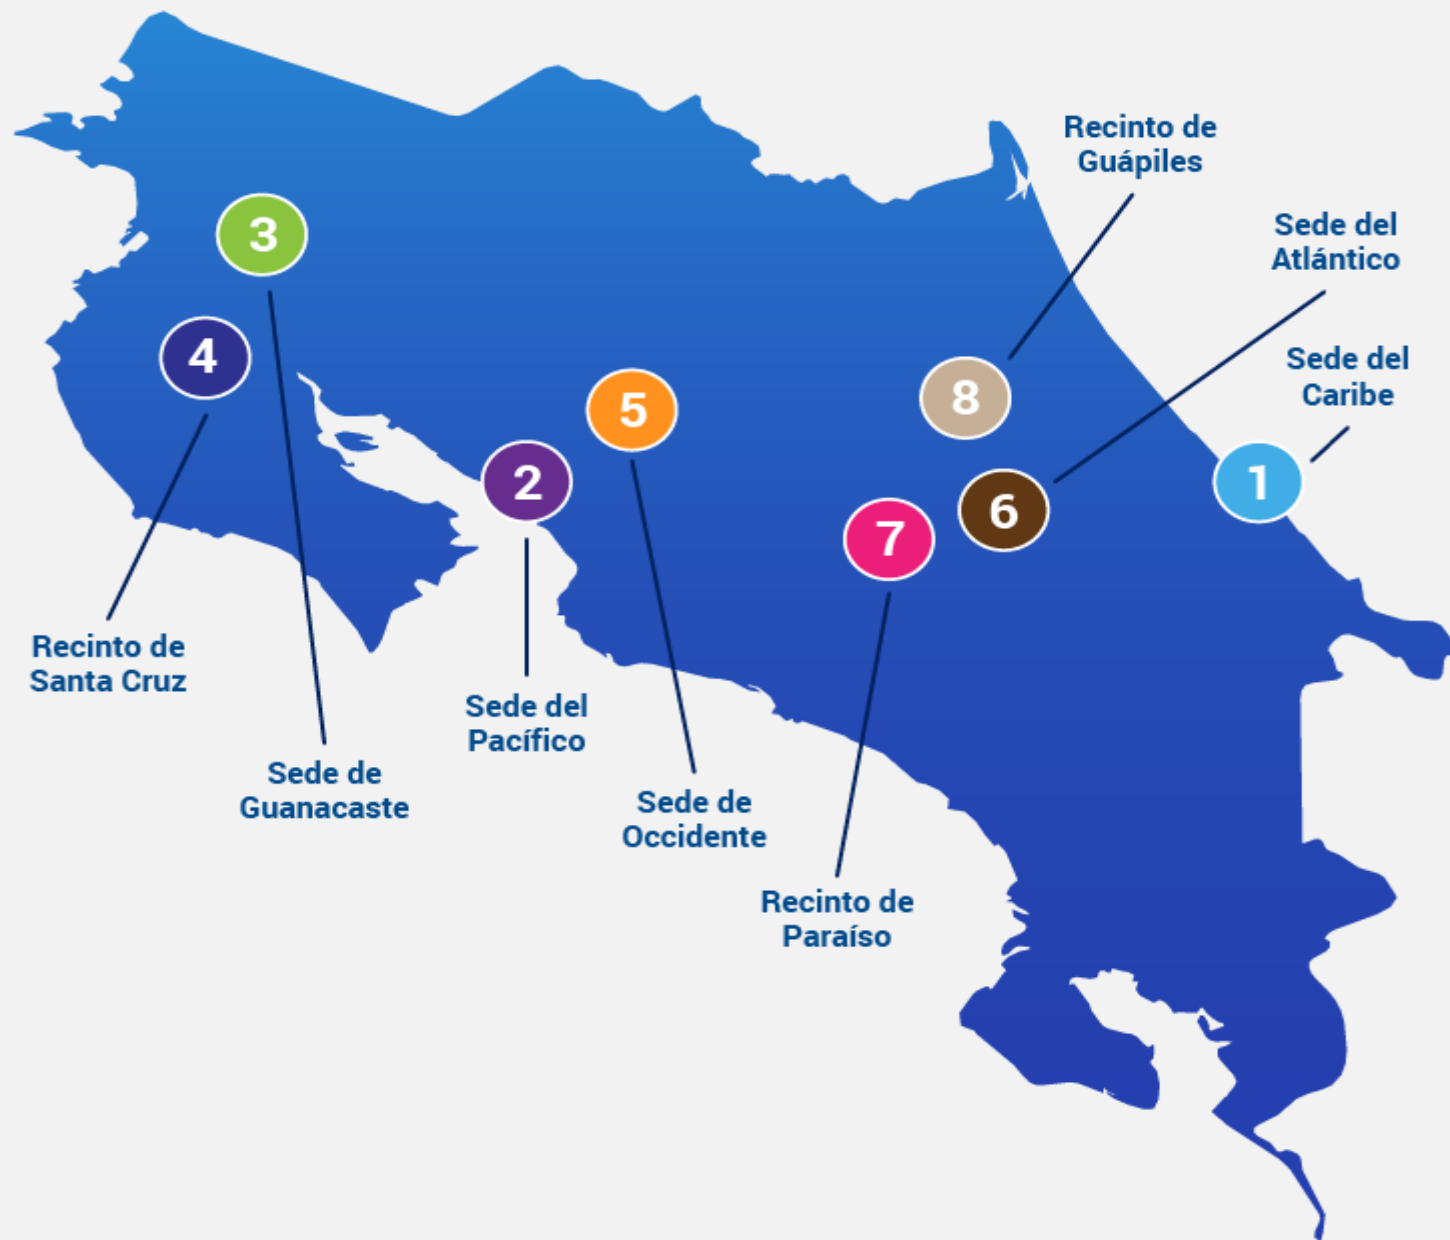 Recinto de
Guápiles
Sede del
Atlántico
3
Sede del
Caribe
4
8
5
2
1
6
7
Recinto de
Santa Cruz
Sede del
Pacífico
Sede de
Guanacaste
Sede de
Occidente
Recinto de
Paraíso